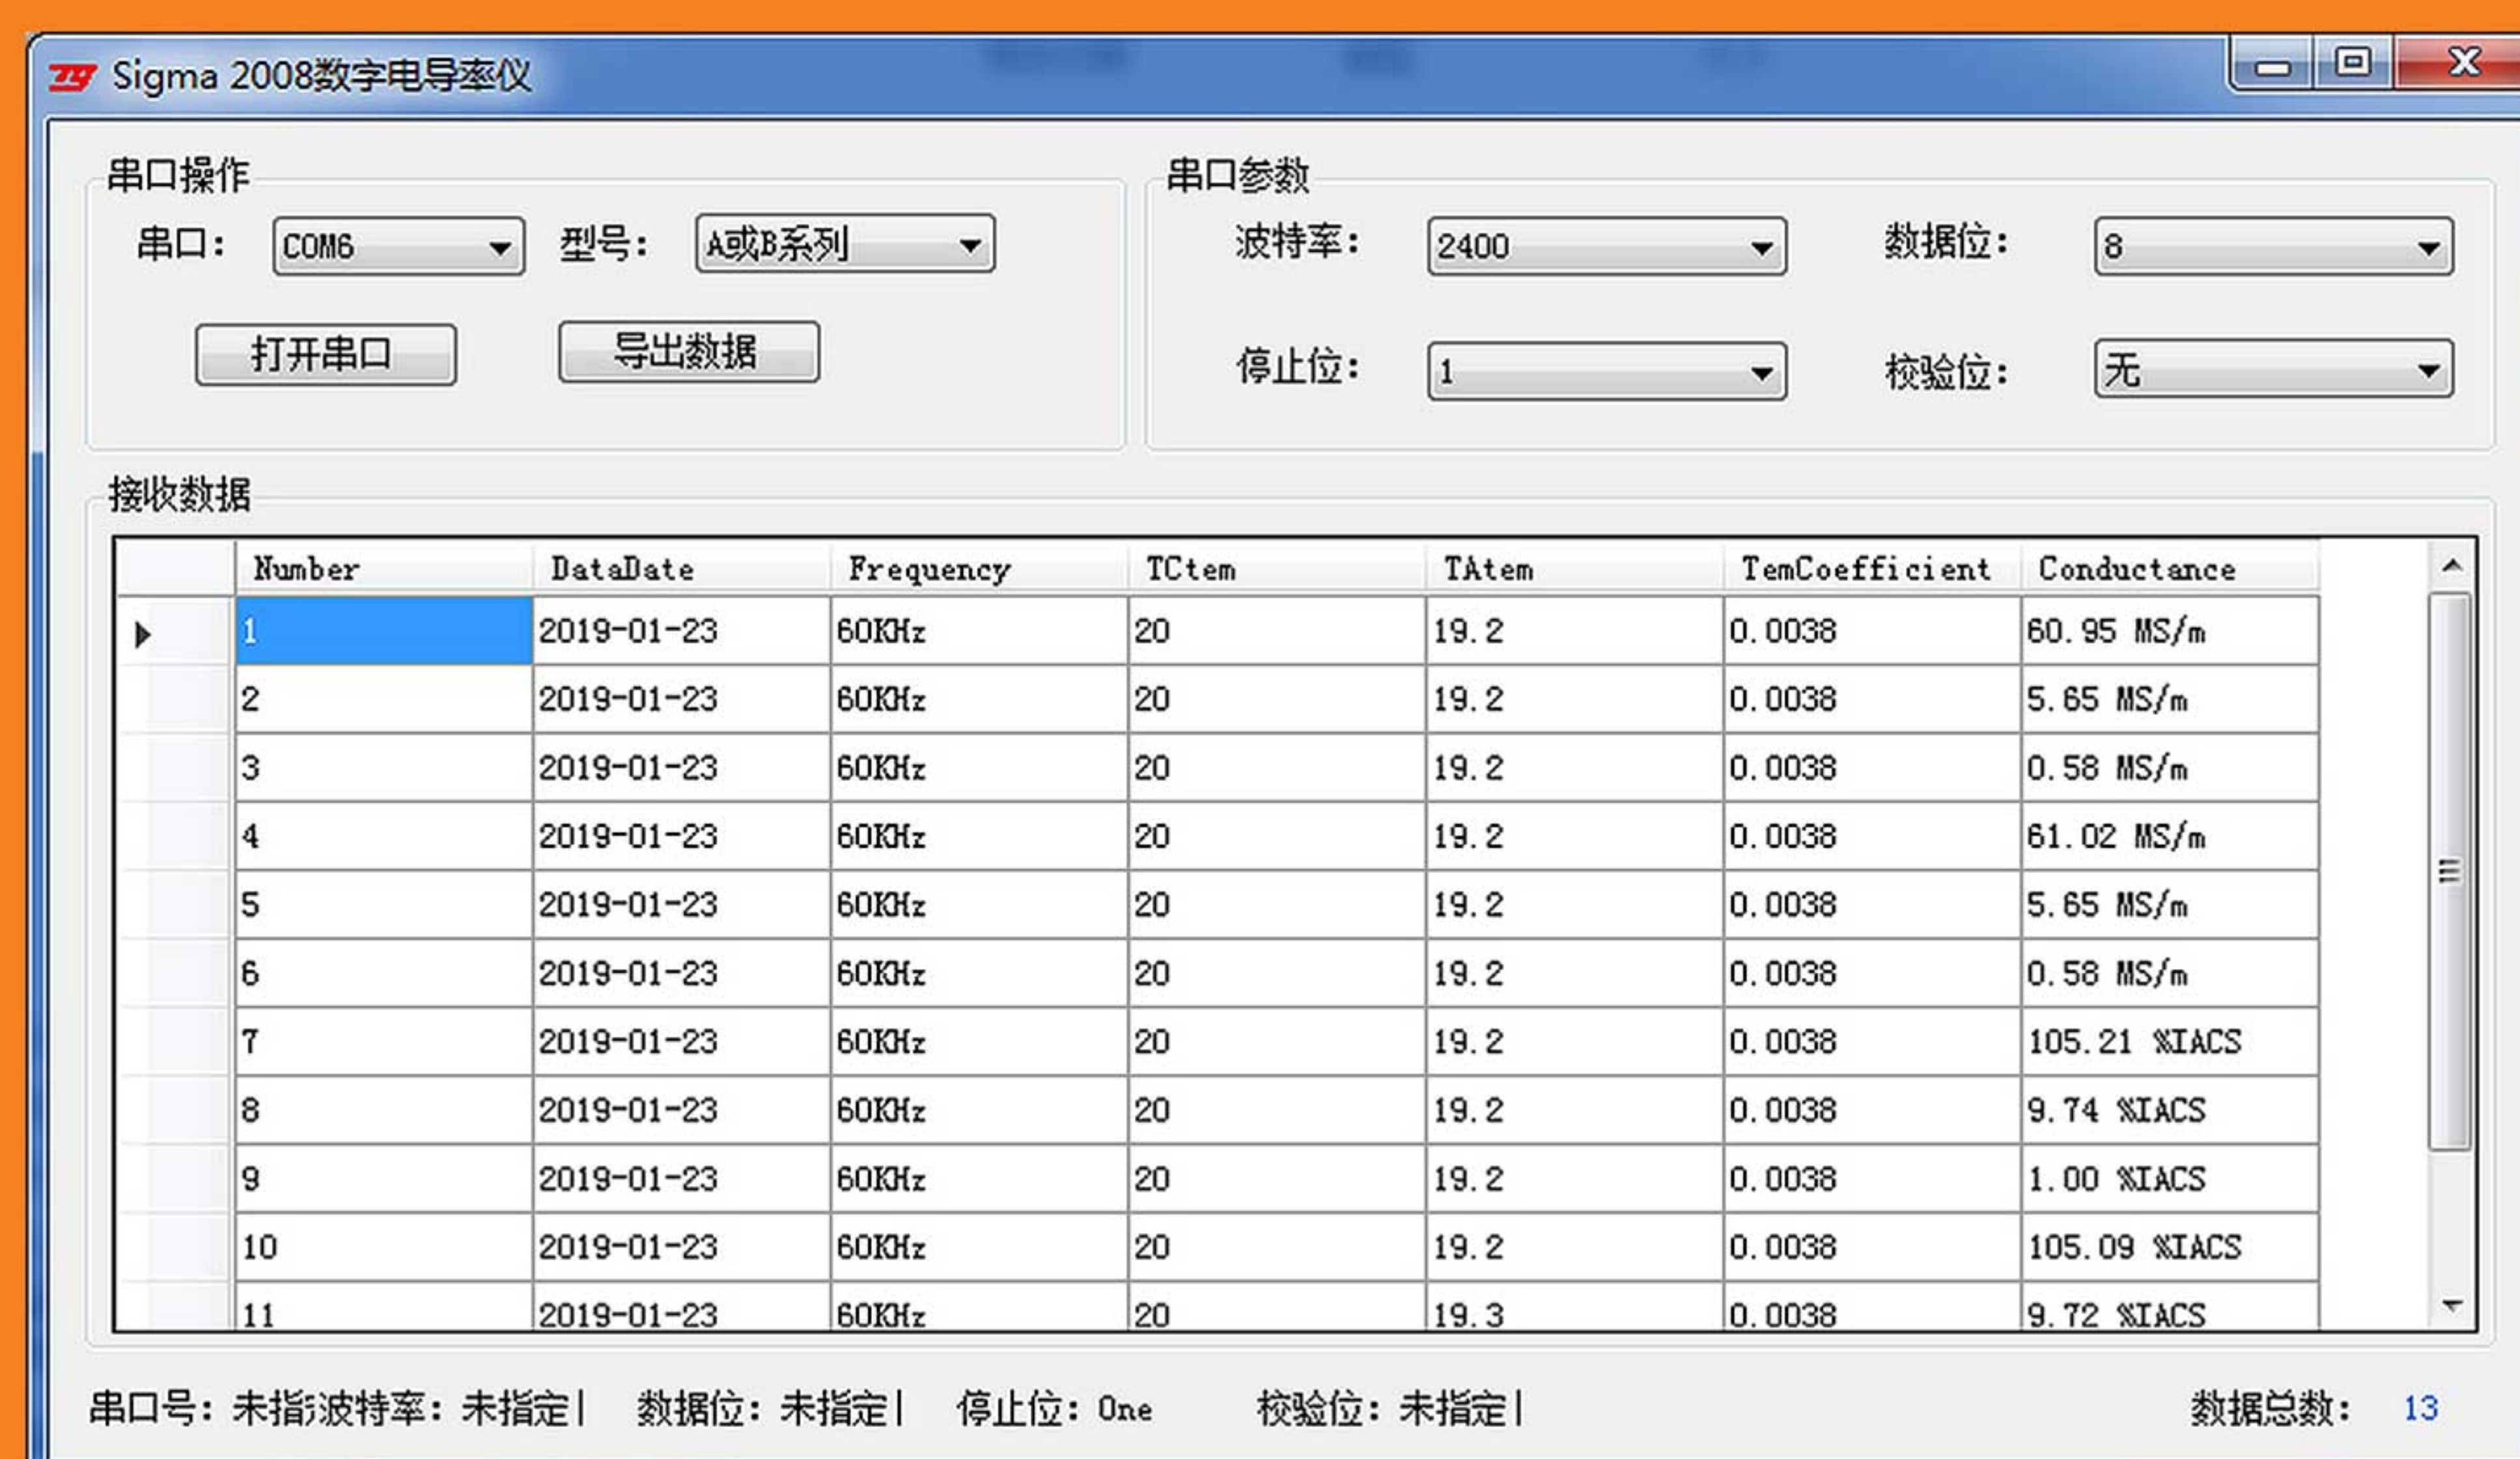 Sigma 2008数字电导率仪
串口操作
串口： COM6 型号： A或B系列
打开串口 导出数据
串口参数
波特率： 2400 数据位： 8
停止位： 1 校验位： 无
接收数据
Number DataDate Frequency TCtem TAtem TemCoefficient Conductance
1 2019-01-23 60KHz 20 19.2 0.0038 60.95 MS/m
2 2019-01-23 60KHz 20 19.2 0.0038 5.65 MS/m
3 2019-01-23 60KHz 20 19.2 0.0038 0.58 MS/m
4 2019-01-23 60KHz 20 19.2 0.0038 61.02 MS/m
5 2019-01-23 60KHz 20 19.2 0.0038 5.65 MS/m
6 2019-01-23 60KHz 20 19.2 0.0038 0.58 MS/m
7 2019-01-23 60KHz 20 19.2 0.0038 105.21 %IACS
8 2019-01-23 60KHz 20 19.2 0.0038 9.74 %IACS
9 2019-01-23 60KHz 20 19.2 0.0038 1.00 %IACS
10 2019-01-23 60KHz 20 19.2 0.0038 105.09 %IACS
11 2019-01-23 60KHz 20 19.3 0.0038 9.72 %IACS
串口号： 未指 波特率： 未指定| 数据位： 未指定| 停止位： One 校验位： 未指定| 数据总数： 13